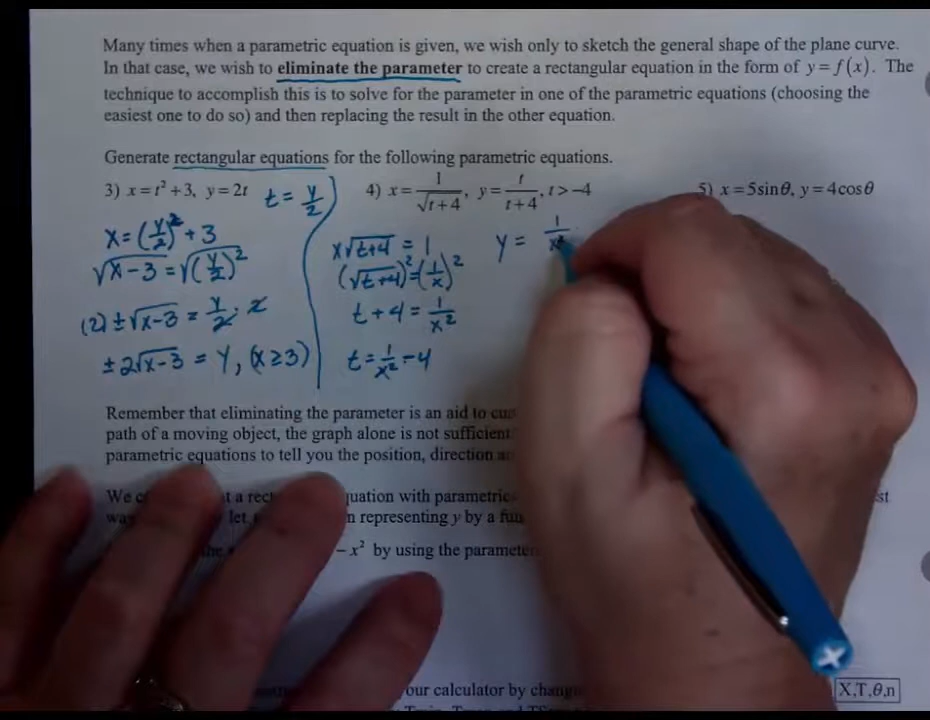 Many times when a parametric equation is given, we wish only to sketch the general shape of the plane curve.
In that case, we wish to eliminate the parameter to create a rectangular equation in the form of y = f(x). The
technique to accomplish this is to solve for the parameter in one of the parametric equations (choosing the
easiest one to do so) and then replacing the result in the other equation.
Generate rectangular equations for the following parametric equations.
3) x = t² + 3, y = 2t
t = y/2
x = (y/2)² + 3
√(x-3) = √(y/2)²
(2) ±√x-3 = y/2 · 2
±2√x-3 = y, (x ≥ 3)
4) x = 1/√(t+4), y = t/(t+4), t > -4
x√t+4 = 1
(√t+4)² = (1/x)²
t + 4 = 1/x²
t = 1/x² - 4
y = 1/x²
5) x = 5sinθ, y = 4cosθ
Remember that eliminating the parameter is an aid to
path of a moving object, the graph alone is not sufficient
parametric equations to tell you the position, direction
We t a rect quation with parametric st
let n representing y by a fun
- x² by using the parameter
our calculator by chang
X,T,θ,n